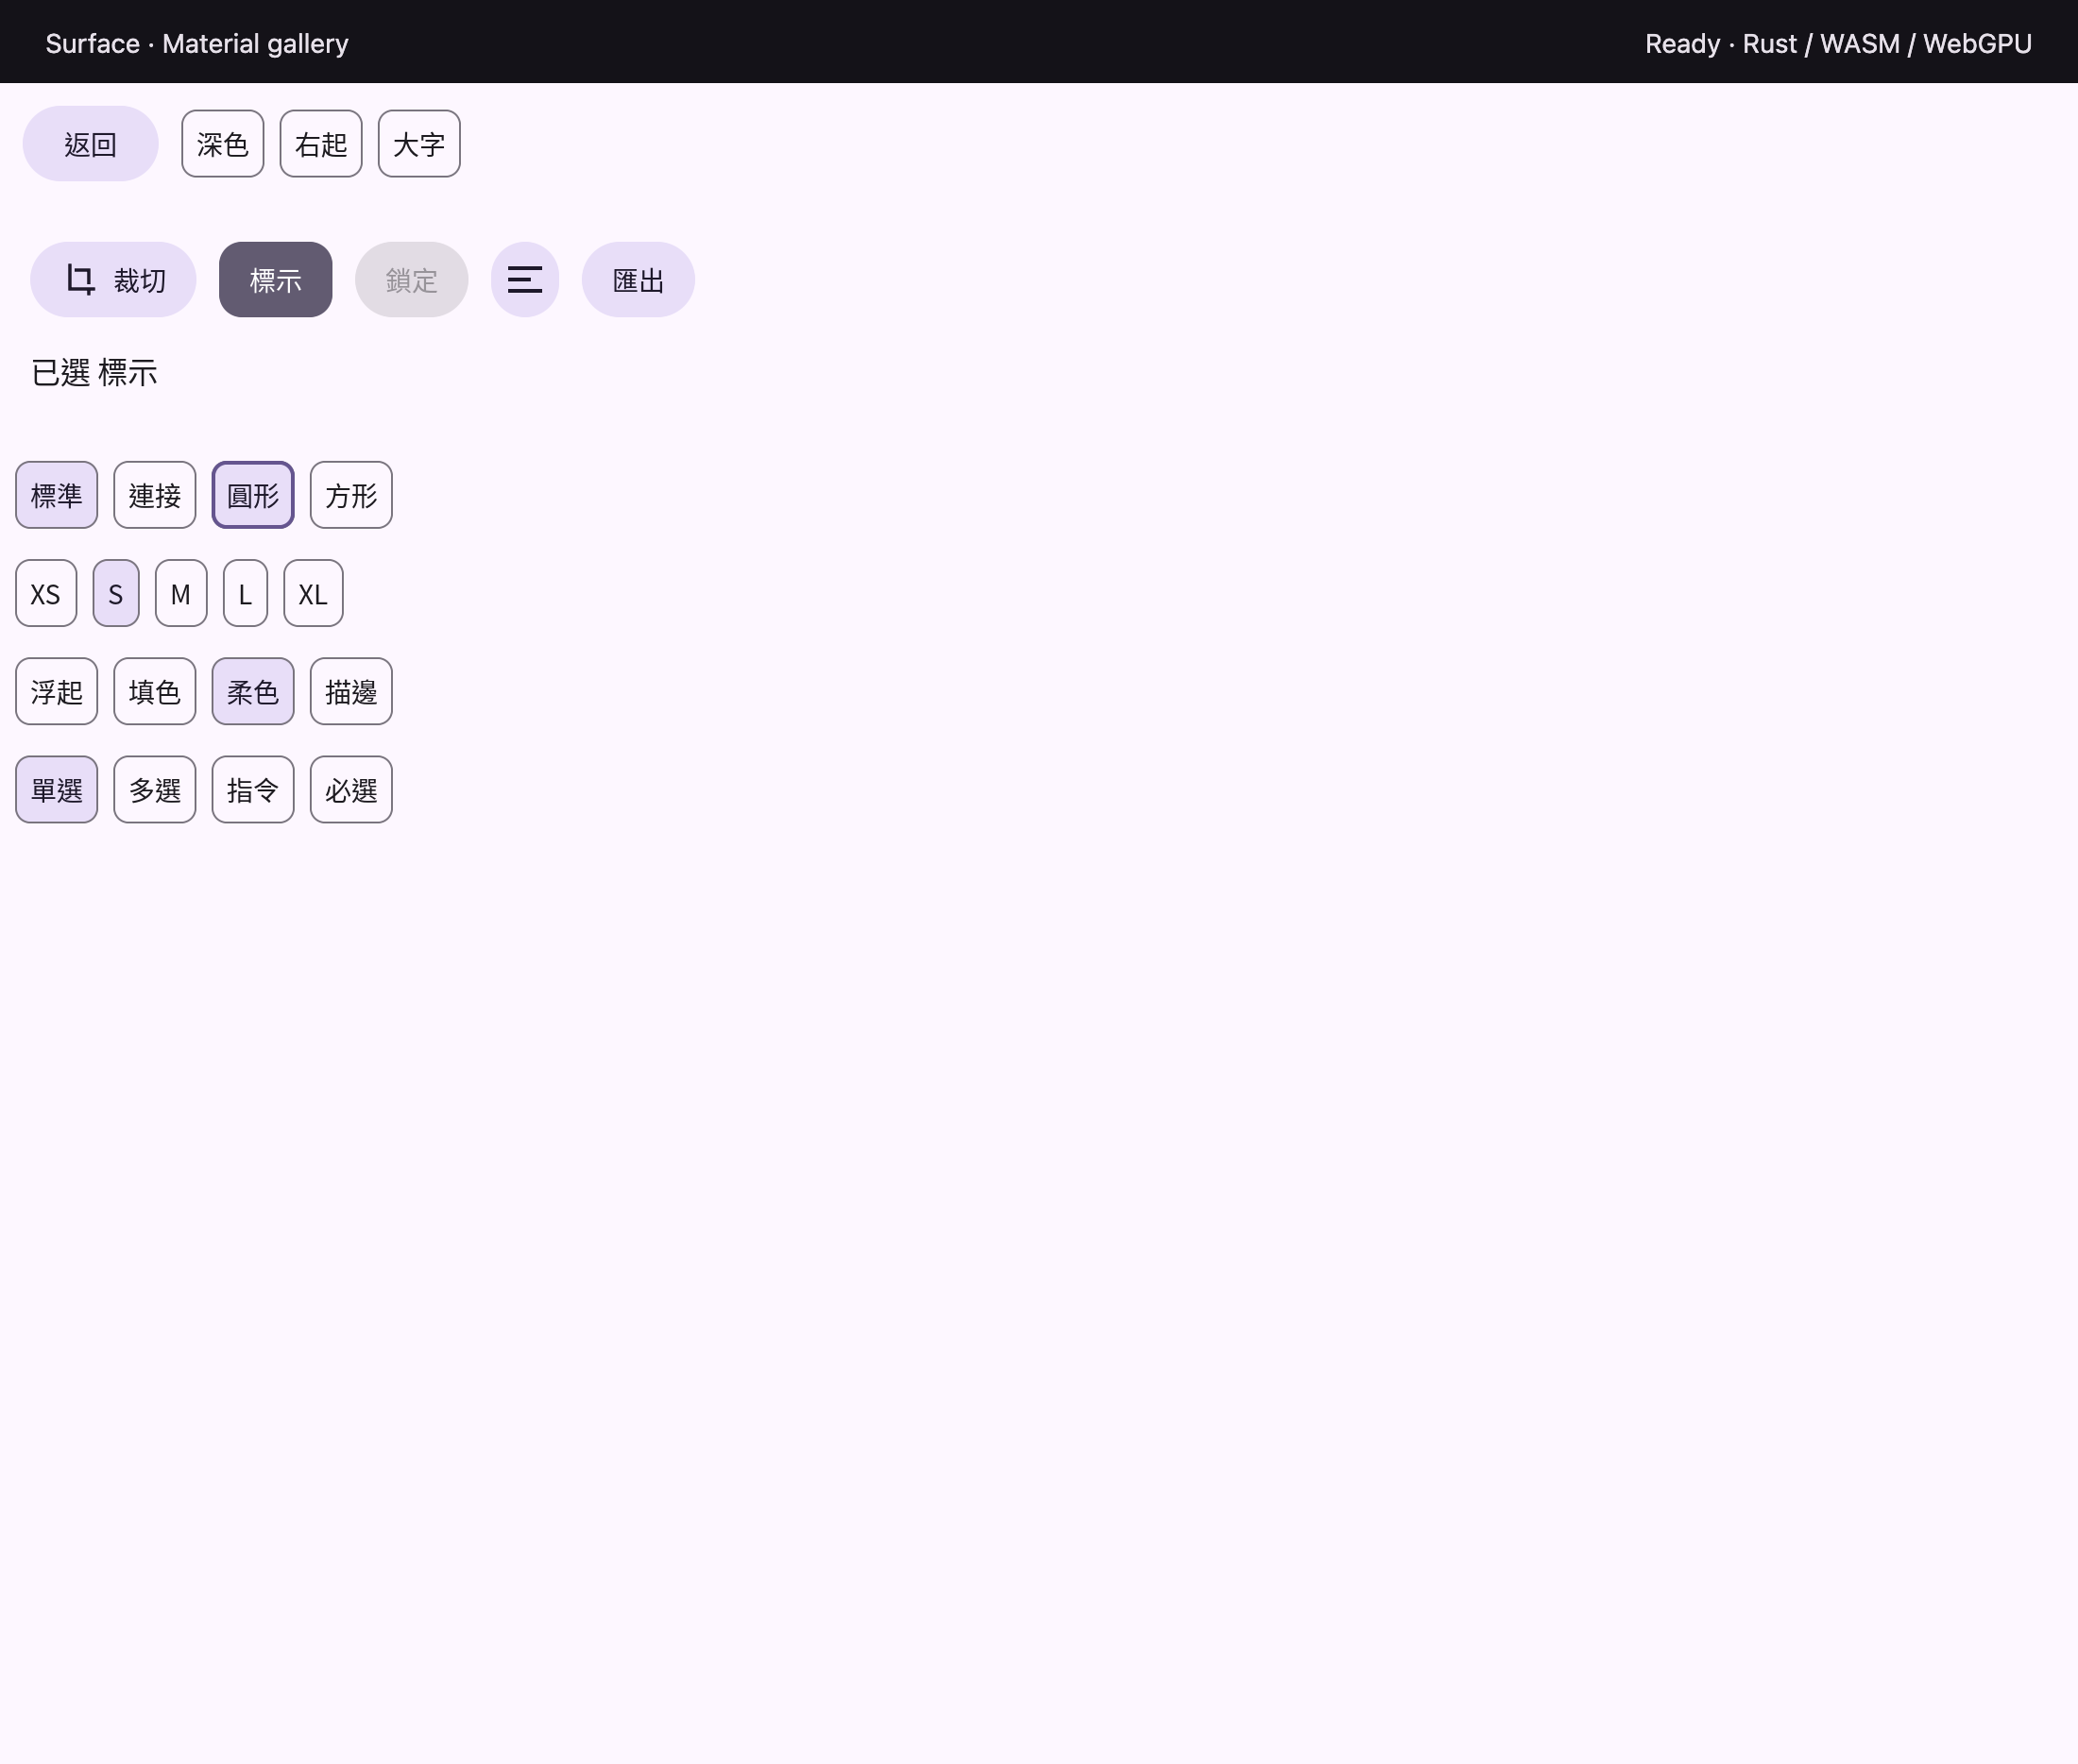 Surface · Material gallery
Ready · Rust / WASM / WebGPU
返回 深色 右起 大字
裁切 標示 鎖定 匯出
已選 標示
標準 連接 圓形 方形
XS S M L XL
浮起 填色 柔色 描邊
單選 多選 指令 必選